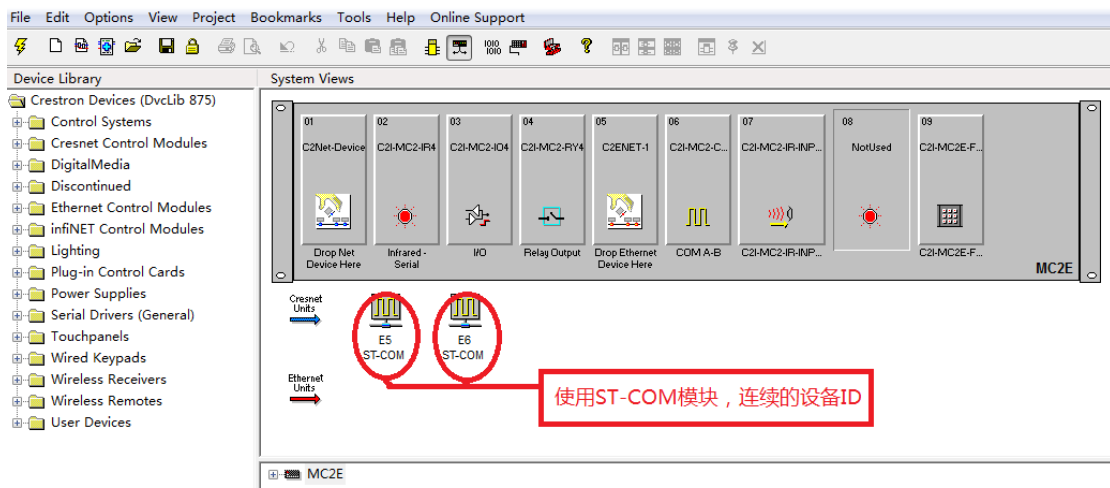 File Edit Options View Project Bookmarks Tools Help Online Support
Device Library
System Views
Crestron Devices (DvcLib 875)
Control Systems
Cresnet Control Modules
DigitalMedia
Discontinued
Ethernet Control Modules
infiNET Control Modules
Lighting
Plug-in Control Cards
Power Supplies
Serial Drivers (General)
Touchpanels
Wired Keypads
Wireless Receivers
Wireless Remotes
User Devices
01 02 03 04 05 06 07 08 09
C2Net-Device C2I-MC2-IR4 C2I-MC2-IO4 C2I-MC2-RY4 C2ENET-1 C2I-MC2-C... C2I-MC2-IR-INP... NotUsed C2I-MC2E-F...
Drop Net Infrared - I/O Relay Output Drop Ethernet COM A-B C2I-MC2-IR-INP... C2I-MC2E-F...
Device Here Serial Device Here
MC2E
Cresnet
Units
E5 E6
ST-COM ST-COM
Ethernet
Units
使用ST-COM模块，连续的设备ID
MC2E